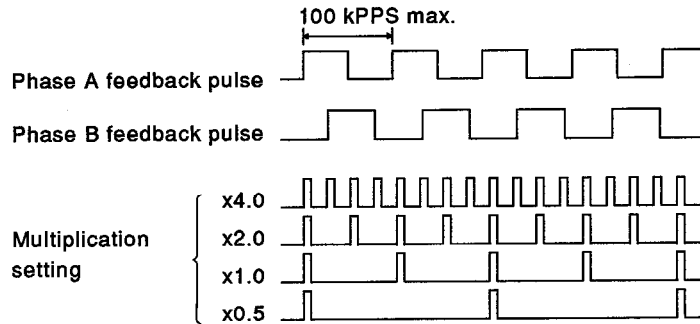 100 kPPS max.
Phase A feedback pulse
Phase B feedback pulse
x4.0
x2.0
Multiplication
setting
x1.0
x0.5